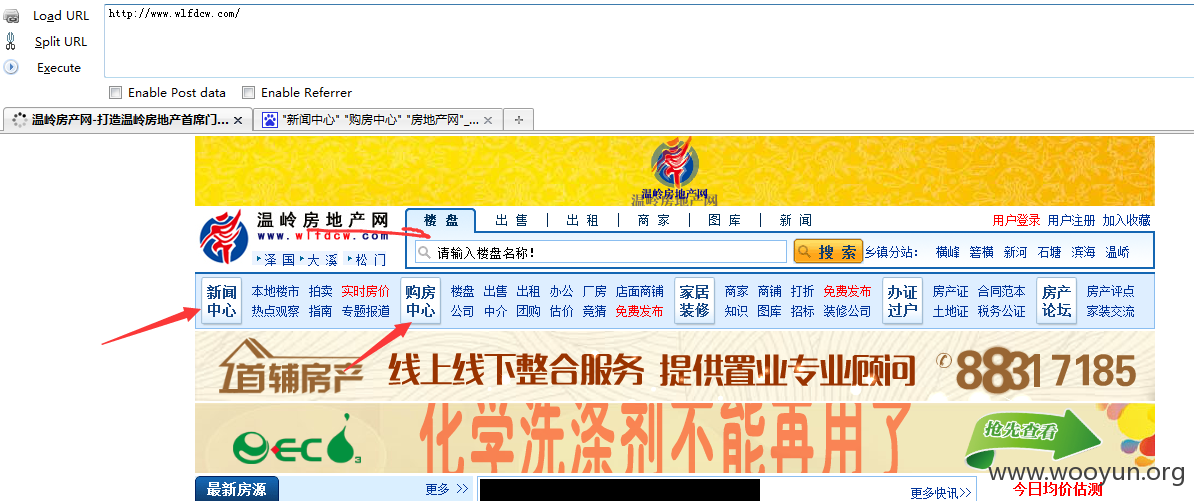 Load URL
http://www.wlfdcw.com/
Split URL
Execute
Enable Post data Enable Referrer
温岭房产网-打造温岭房地产首席门... × "新闻中心" "购房中心" "房地产网"_... ×
温岭房地产网
温岭房地产网
www.wlfdcw.com
泽国 大溪 松门
楼盘 出售 出租 商家 图库 新闻
用户登录 用户注册 加入收藏
请输入楼盘名称!
搜索
乡镇分站: 横峰 箬横 新河 石塘 滨海 温峤
新闻中心
本地楼市 拍卖 实时房价
热点观察 指南 专题报道
购房中心
楼盘 出售 出租 办公 厂房 店面商铺
公司 中介 团购 估价 竞猜 免费发布
家居装修
商家 商铺 打折 免费发布
知识 图库 招标 装修公司
办证过户
房产证 合同范本
土地证 税务公证
房产论坛
房产评点
家装交流
首辅房产 线上线下整合服务 提供置业专业顾问 88317185
ECO3 化学洗涤剂不能再用了 抢先查看
www.wooyun.org
最新房源 更多 >> 更多快讯>> 今日均价估测